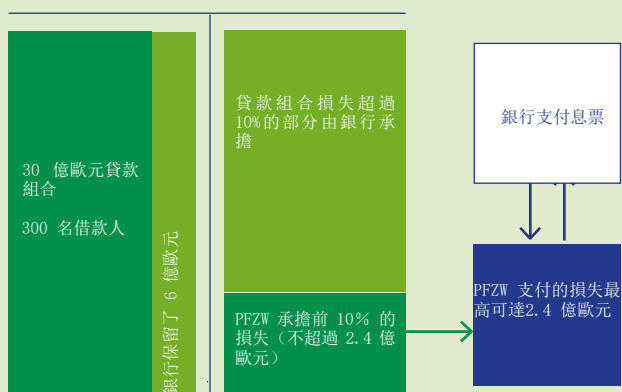 30 億歐元貸款
組合
300 名借款人
銀行保留了 6 億歐元
貸款組合損失超過
10%的部分由銀行承
擔
PFZW 承擔前 10% 的
損失（不超過 2.4 億
歐元）
銀行支付息票
PFZW 支付的損失最
高可達2.4 億歐元